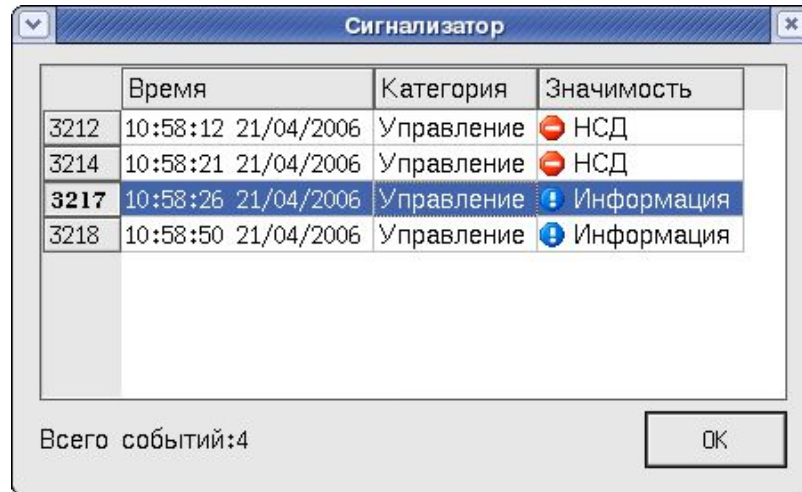 Сигнализатор
Время Категория Значимость
3212 10:58:12 21/04/2006 Управление НСД
3214 10:58:21 21/04/2006 Управление НСД
3217 10:58:26 21/04/2006 Управление Информация
3218 10:58:50 21/04/2006 Управление Информация
Всего событий:4
OK